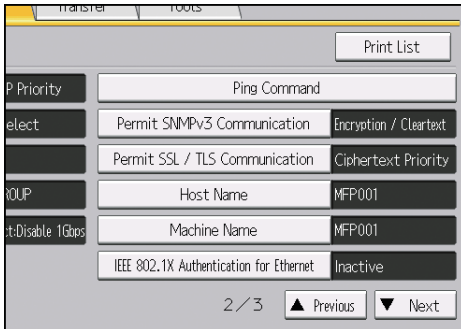 Transfer Tools
Print List
P Priority Ping Command
elect Permit SNMPv3 Communication Encryption / Cleartext
Permit SSL / TLS Communication Ciphertext Priority
ROUP Host Name MFP001
ct:Disable 1Gbps Machine Name MFP001
IEEE 802.1X Authentication for Ethernet Inactive
2/3 ▲ Previous ▼ Next